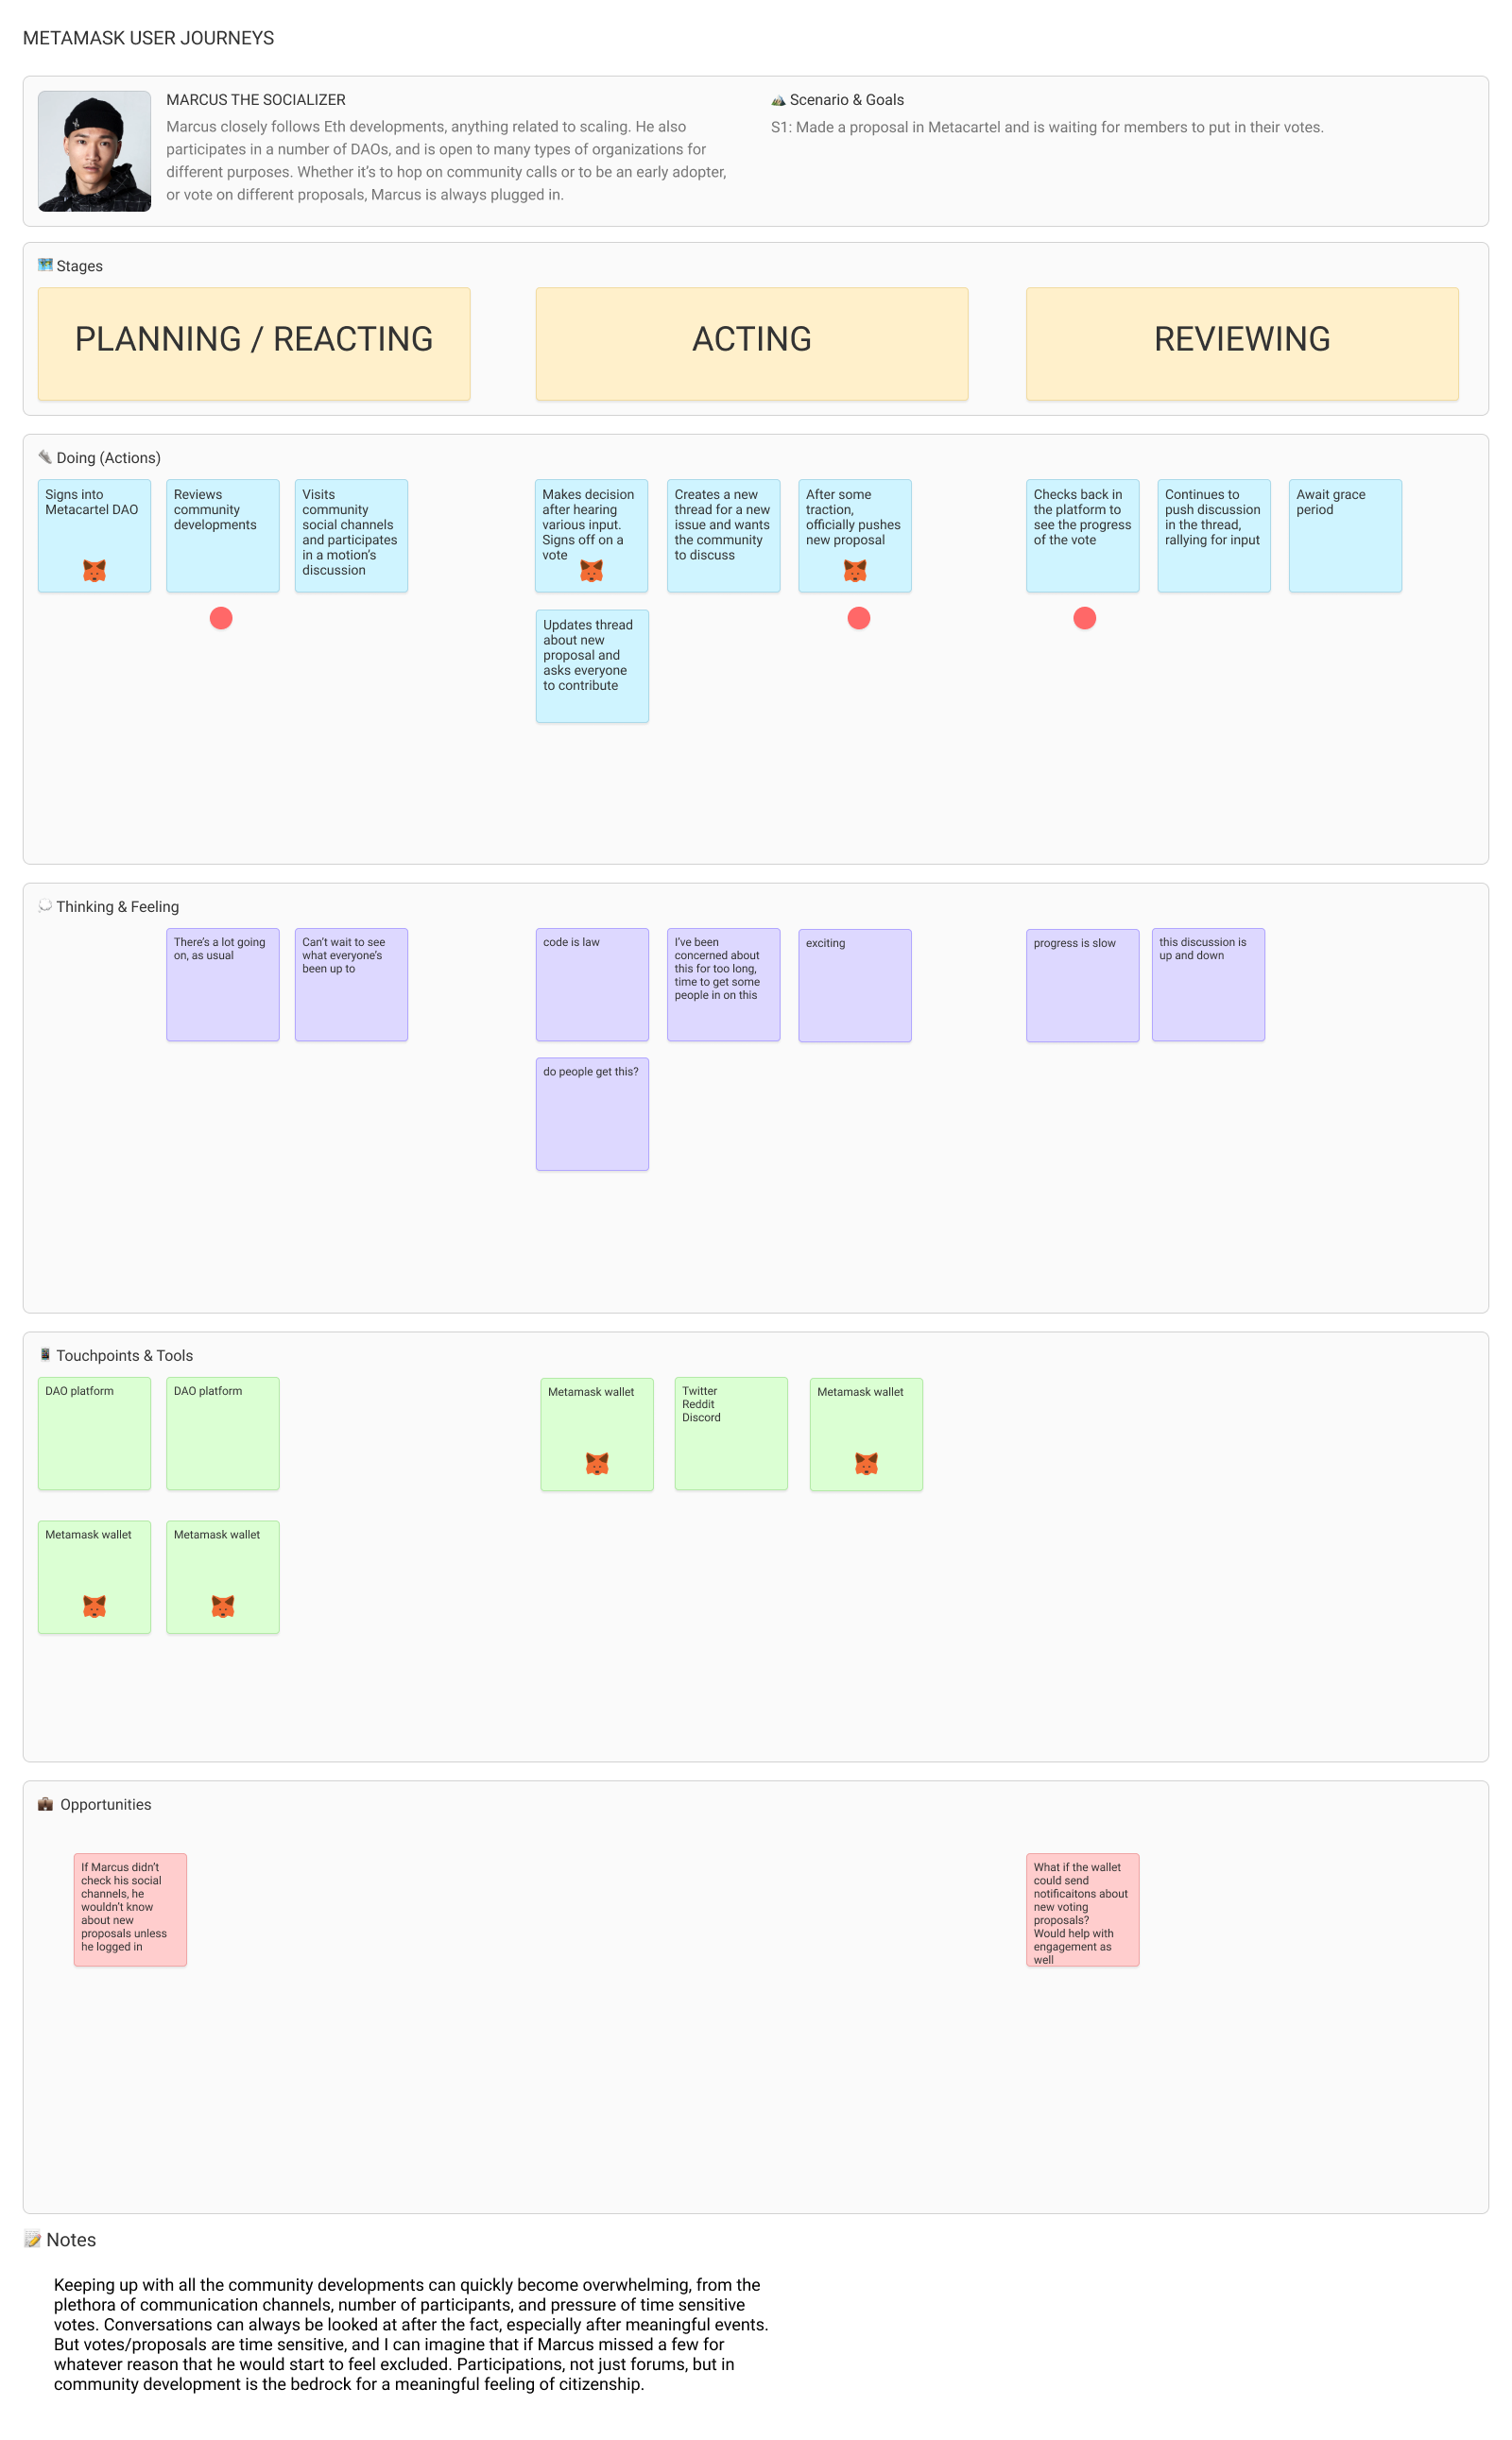 METAMASK USER JOURNEYS
MARCUS THE SOCIALIZER
Marcus closely follows Eth developments, anything related to scaling. He also
participates in a number of DAOs, and is open to many types of organizations for
different purposes. Whether it’s to hop on community calls or to be an early adopter,
or vote on different proposals, Marcus is always plugged in.
Scenario & Goals
S1: Made a proposal in Metacartel and is waiting for members to put in their votes.
Stages
PLANNING / REACTING
ACTING
REVIEWING
Doing (Actions)
Signs into
Metacartel DAO
Reviews
community
developments
Visits
community
social channels
and participates
in a motion’s
discussion
Makes decision
after hearing
various input.
Signs off on a
vote
Creates a new
thread for a new
issue and wants
the community
to discuss
After some
traction,
officially pushes
new proposal
Checks back in
the platform to
see the progress
of the vote
Continues to
push discussion
in the thread,
rallying for input
Await grace
period
Updates thread
about new
proposal and
asks everyone
to contribute
Thinking & Feeling
There’s a lot going
on, as usual
Can’t wait to see
what everyone’s
been up to
code is law
I’ve been
concerned about
this for too long,
time to get some
people in on this
exciting
progress is slow
this discussion is
up and down
do people get this?
Touchpoints & Tools
DAO platform
DAO platform
Metamask wallet
Twitter
Reddit
Discord
Metamask wallet
Metamask wallet
Metamask wallet
Opportunities
If Marcus didn’t
check his social
channels, he
wouldn’t know
about new
proposals unless
he logged in
What if the wallet
could send
notificaitons about
new voting
proposals?
Would help with
engagement as
well
Notes
Keeping up with all the community developments can quickly become overwhelming, from the
plethora of communication channels, number of participants, and pressure of time sensitive
votes. Conversations can always be looked at after the fact, especially after meaningful events.
But votes/proposals are time sensitive, and I can imagine that if Marcus missed a few for
whatever reason that he would start to feel excluded. Participations, not just forums, but in
community development is the bedrock for a meaningful feeling of citizenship.